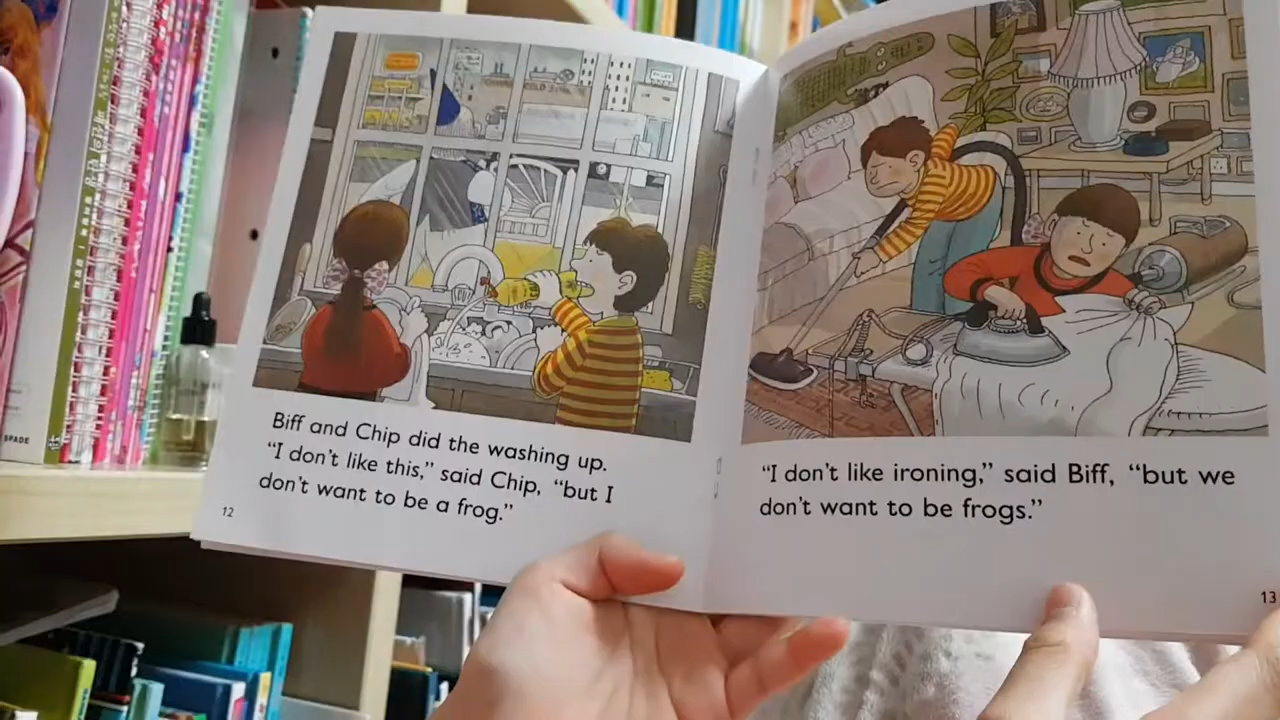 Biff and Chip did the washing up.
“I don’t like this,” said Chip, “but I
don’t want to be a frog.”
12
“I don’t like ironing,” said Biff, “but we
don’t want to be frogs.”
13
SPADE